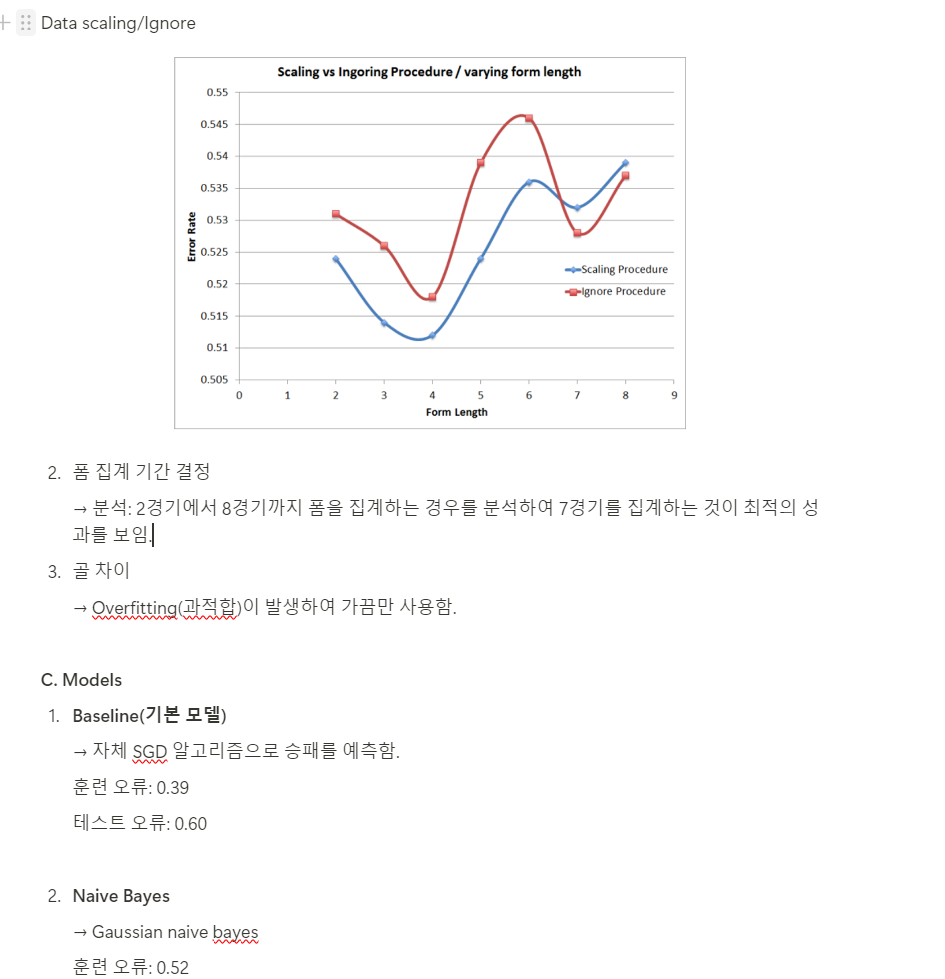 Data scaling/Ignore
Scaling vs Ingoring Procedure / varying form length
0.55
0.545
0.54
0.535
0.53
0.525
0.52
0.515
0.51
0.505
Error Rate
Scaling Procedure
Ignore Procedure
0 1 2 3 4 5 6 7 8 9
Form Length
2. 폼 집계 기간 결정
→ 분석: 2경기에서 8경기까지 폼을 집계하는 경우를 분석하여 7경기를 집계하는 것이 최적의 성
과를 보임.
3. 골 차이
→ Overfitting(과적합)이 발생하여 가끔만 사용함.
C. Models
1. Baseline(기본 모델)
→ 자체 SGD 알고리즘으로 승패를 예측함.
훈련 오류: 0.39
테스트 오류: 0.60
2. Naive Bayes
→ Gaussian naive bayes
훈련 오류: 0.52